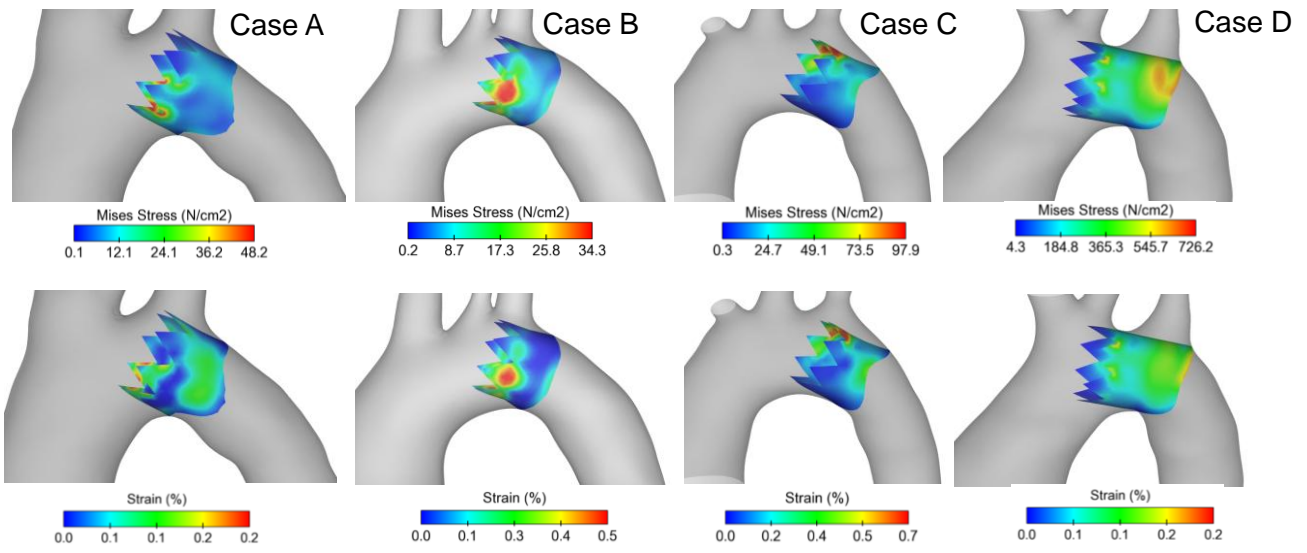 Case A
Case B
Case C
Case D
Mises Stress (N/cm2)
0.1 12.1 24.1 36.2 48.2
Mises Stress (N/cm2)
0.2 8.7 17.3 25.8 34.3
Mises Stress (N/cm2)
0.3 24.7 49.1 73.5 97.9
Mises Stress (N/cm2)
4.3 184.8 365.3 545.7 726.2
Strain (%)
0.0 0.1 0.1 0.2 0.2
Strain (%)
0.0 0.1 0.3 0.4 0.5
Strain (%)
0.0 0.2 0.4 0.5 0.7
Strain (%)
0.0 0.1 0.1 0.2 0.2